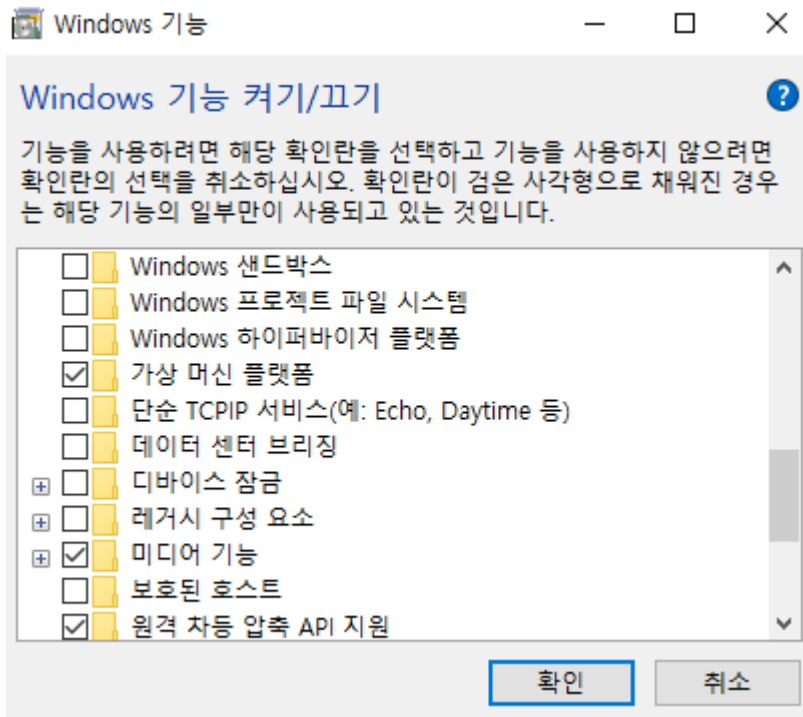 Windows 기능
Windows 기능 켜기/끄기
기능을 사용하려면 해당 확인란을 선택하고 기능을 사용하지 않으려면
확인란의 선택을 취소하십시오. 확인란이 검은 사각형으로 채워진 경우
는 해당 기능의 일부만이 사용되고 있는 것입니다.
Windows 샌드박스
Windows 프로젝트 파일 시스템
Windows 하이퍼바이저 플랫폼
가상 머신 플랫폼
단순 TCPIP 서비스(예: Echo, Daytime 등)
데이터 센터 브리징
디바이스 잠금
레거시 구성 요소
미디어 기능
보호된 호스트
원격 차등 압축 API 지원
확인
취소